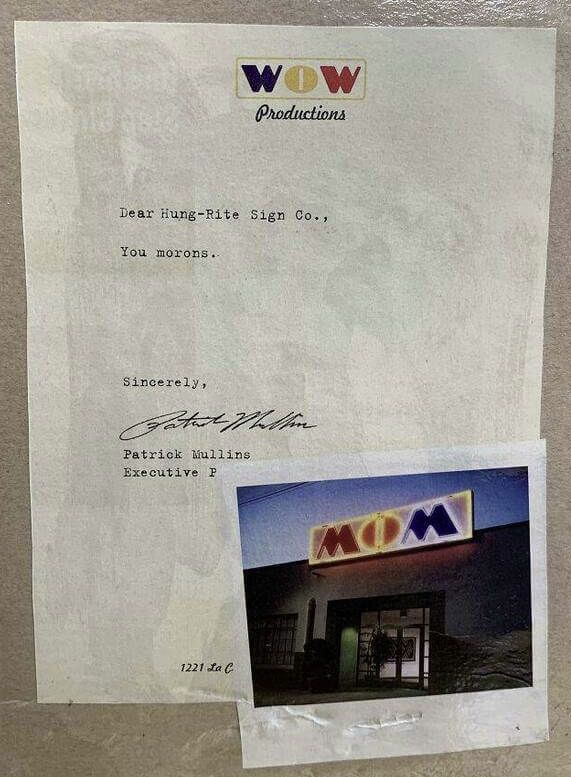 WOW
Productions
Dear Hung-Rite Sign Co.,
You morons.
Sincerely,
Patrick Mullins
Patrick Mullins
Executive P
1221 La C
MOM